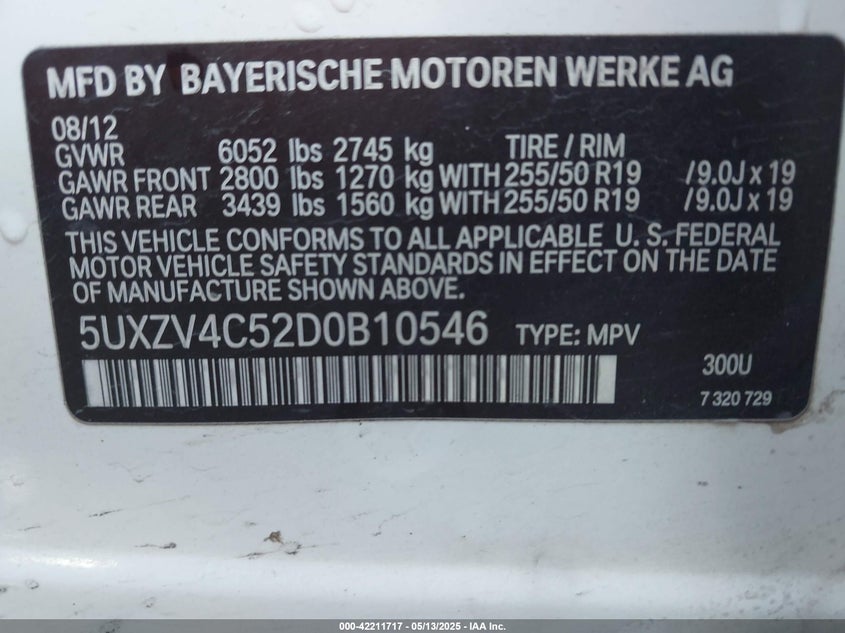 MFD BY BAYERISCHE MOTOREN WERKE AG
08/12
GVWR 6052 lbs 2745 kg TIRE / RIM
GAWR FRONT 2800 lbs 1270 kg WITH 255/50 R19 /9.0J x 19
GAWR REAR 3439 lbs 1560 kg WITH 255/50 R19 /9.0J x 19
THIS VEHICLE CONFORMS TO ALL APPLICABLE U. S. FEDERAL
MOTOR VEHICLE SAFETY STANDARDS IN EFFECT ON THE DATE
OF MANUFACTURE SHOWN ABOVE.
5UXZV4C52D0B10546 TYPE: MPV
300U
7 320 729
000-42211717 -- 05/13/2025 -- IAA Inc.